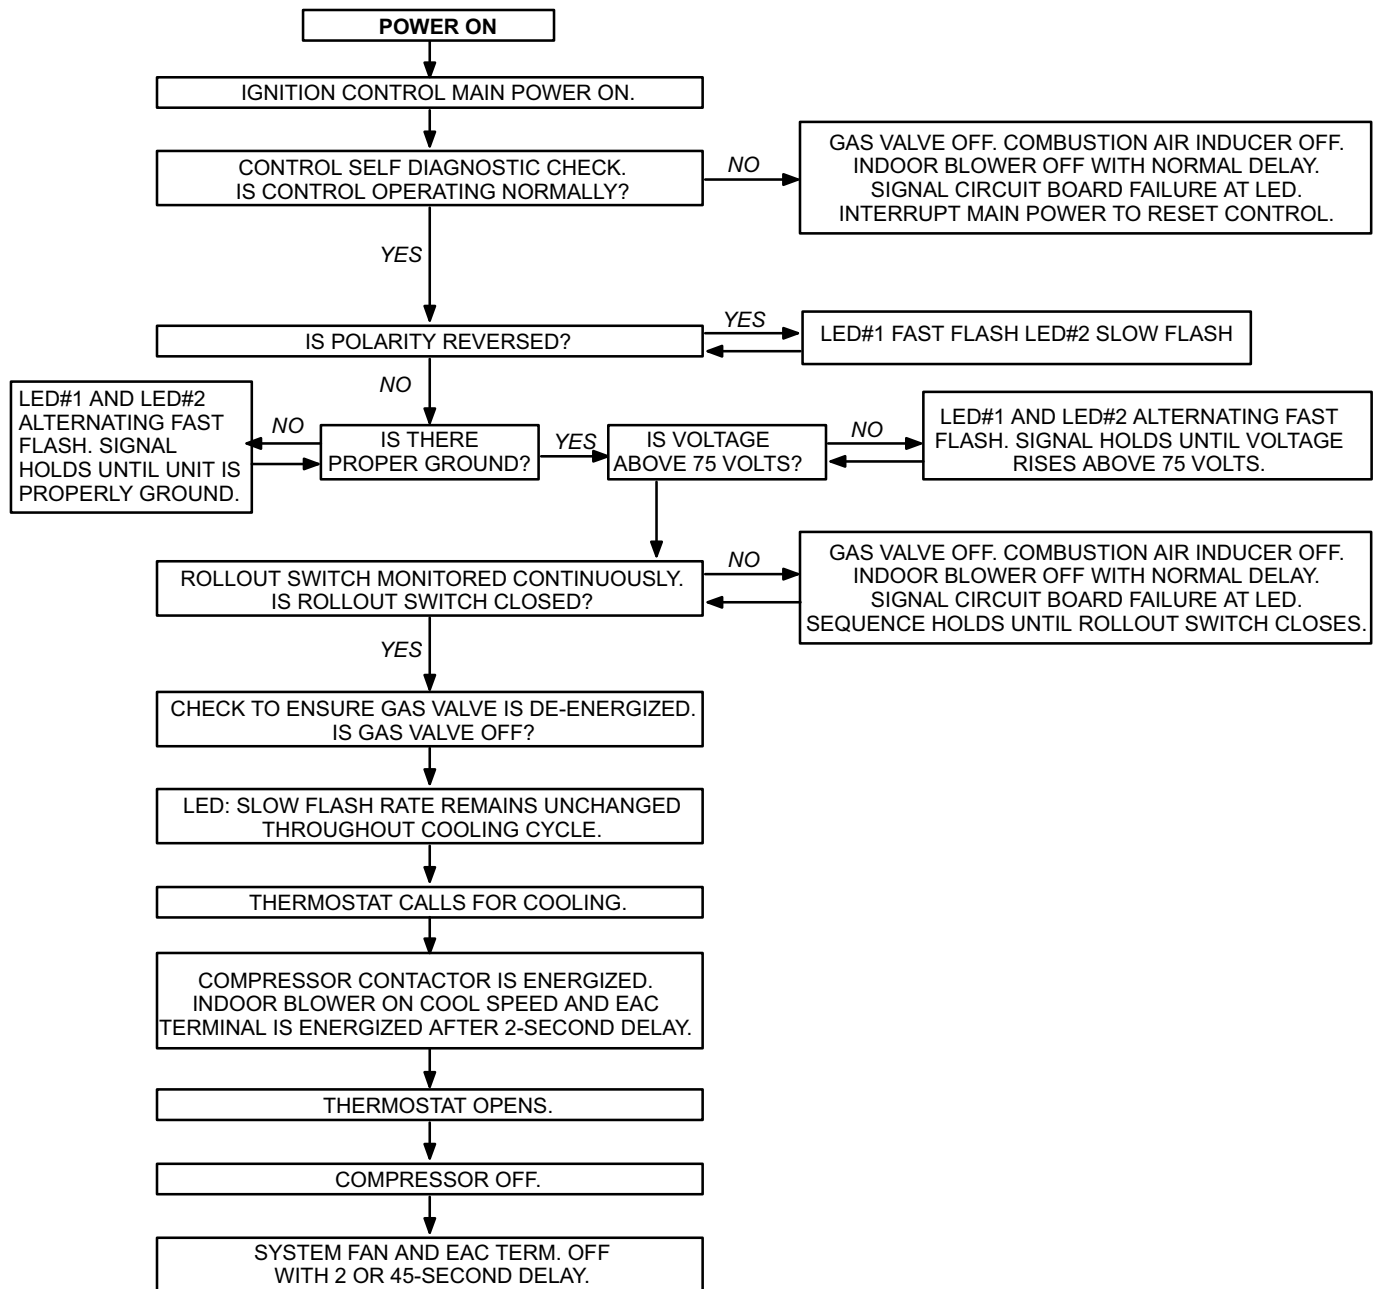 POWER ON
IGNITION CONTROL MAIN POWER ON.
CONTROL SELF DIAGNOSTIC CHECK.
IS CONTROL OPERATING NORMALLY?
NO
GAS VALVE OFF. COMBUSTION AIR INDUCER OFF.
INDOOR BLOWER OFF WITH NORMAL DELAY.
SIGNAL CIRCUIT BOARD FAILURE AT LED.
INTERRUPT MAIN POWER TO RESET CONTROL.
YES
IS POLARITY REVERSED?
YES
LED#1 FAST FLASH LED#2 SLOW FLASH
NO
LED#1 AND LED#2
ALTERNATING FAST
FLASH. SIGNAL
HOLDS UNTIL UNIT IS
PROPERLY GROUND.
NO
IS THERE
PROPER GROUND?
YES
IS VOLTAGE
ABOVE 75 VOLTS?
NO
LED#1 AND LED#2 ALTERNATING FAST
FLASH. SIGNAL HOLDS UNTIL VOLTAGE
RISES ABOVE 75 VOLTS.
ROLLOUT SWITCH MONITORED CONTINUOUSLY.
IS ROLLOUT SWITCH CLOSED?
NO
GAS VALVE OFF. COMBUSTION AIR INDUCER OFF.
INDOOR BLOWER OFF WITH NORMAL DELAY.
SIGNAL CIRCUIT BOARD FAILURE AT LED.
SEQUENCE HOLDS UNTIL ROLLOUT SWITCH CLOSES.
YES
CHECK TO ENSURE GAS VALVE IS DE-ENERGIZED.
IS GAS VALVE OFF?
LED: SLOW FLASH RATE REMAINS UNCHANGED
THROUGHOUT COOLING CYCLE.
THERMOSTAT CALLS FOR COOLING.
COMPRESSOR CONTACTOR IS ENERGIZED.
INDOOR BLOWER ON COOL SPEED AND EAC
TERMINAL IS ENERGIZED AFTER 2-SECOND DELAY.
THERMOSTAT OPENS.
COMPRESSOR OFF.
SYSTEM FAN AND EAC TERM. OFF
WITH 2 OR 45-SECOND DELAY.